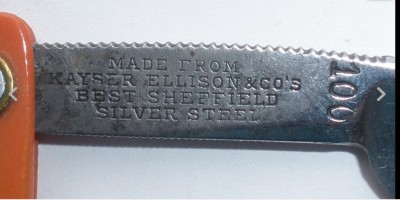 MADE FROM
KAYSER ELLISON & CO'S
BEST SHEFFIELD
SILVER STEEL
100